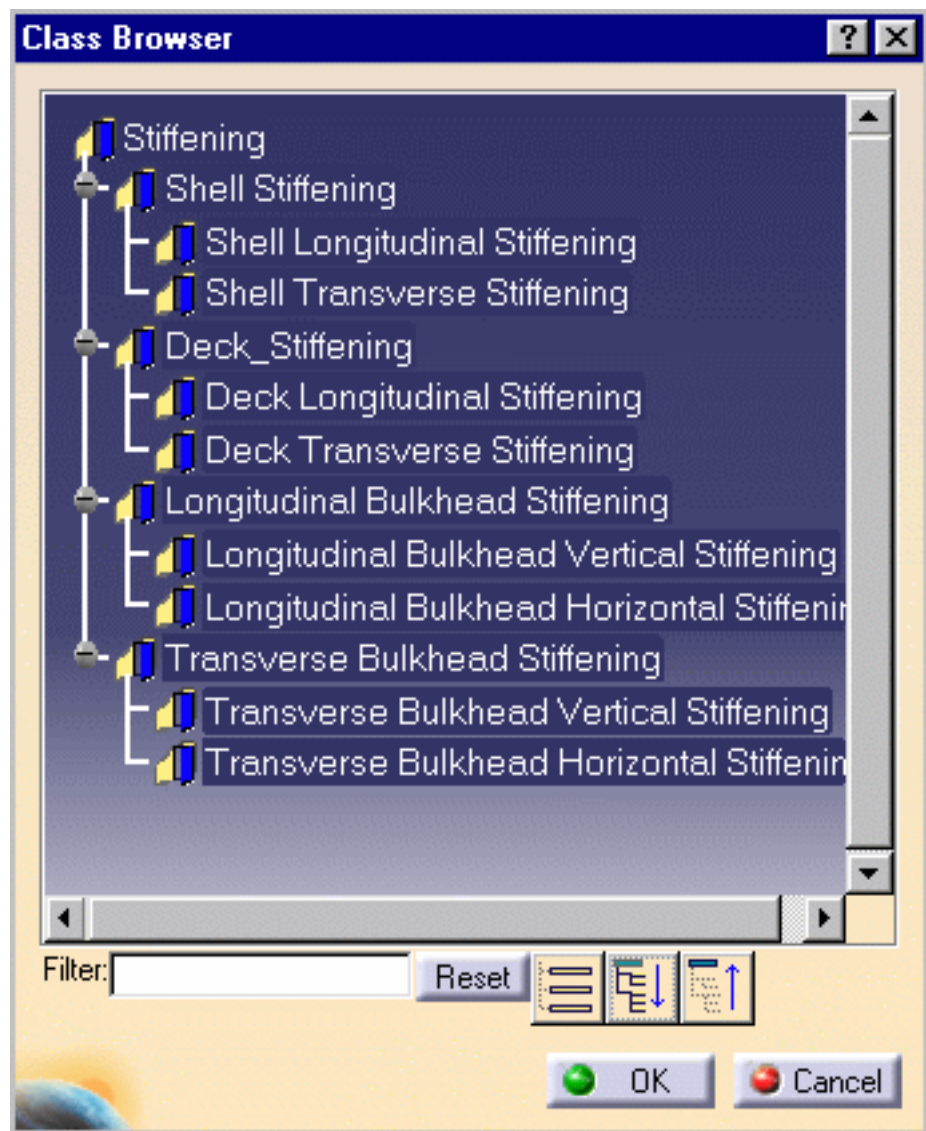 Class Browser
Stiffening
Shell Stiffening
Shell Longitudinal Stiffening
Shell Transverse Stiffening
Deck_Stiffening
Deck Longitudinal Stiffening
Deck Transverse Stiffening
Longitudinal Bulkhead Stiffening
Longitudinal Bulkhead Vertical Stiffening
Longitudinal Bulkhead Horizontal Stiffenin
Transverse Bulkhead Stiffening
Transverse Bulkhead Vertical Stiffening
Transverse Bulkhead Horizontal Stiffenin
Filter: Reset
OK Cancel